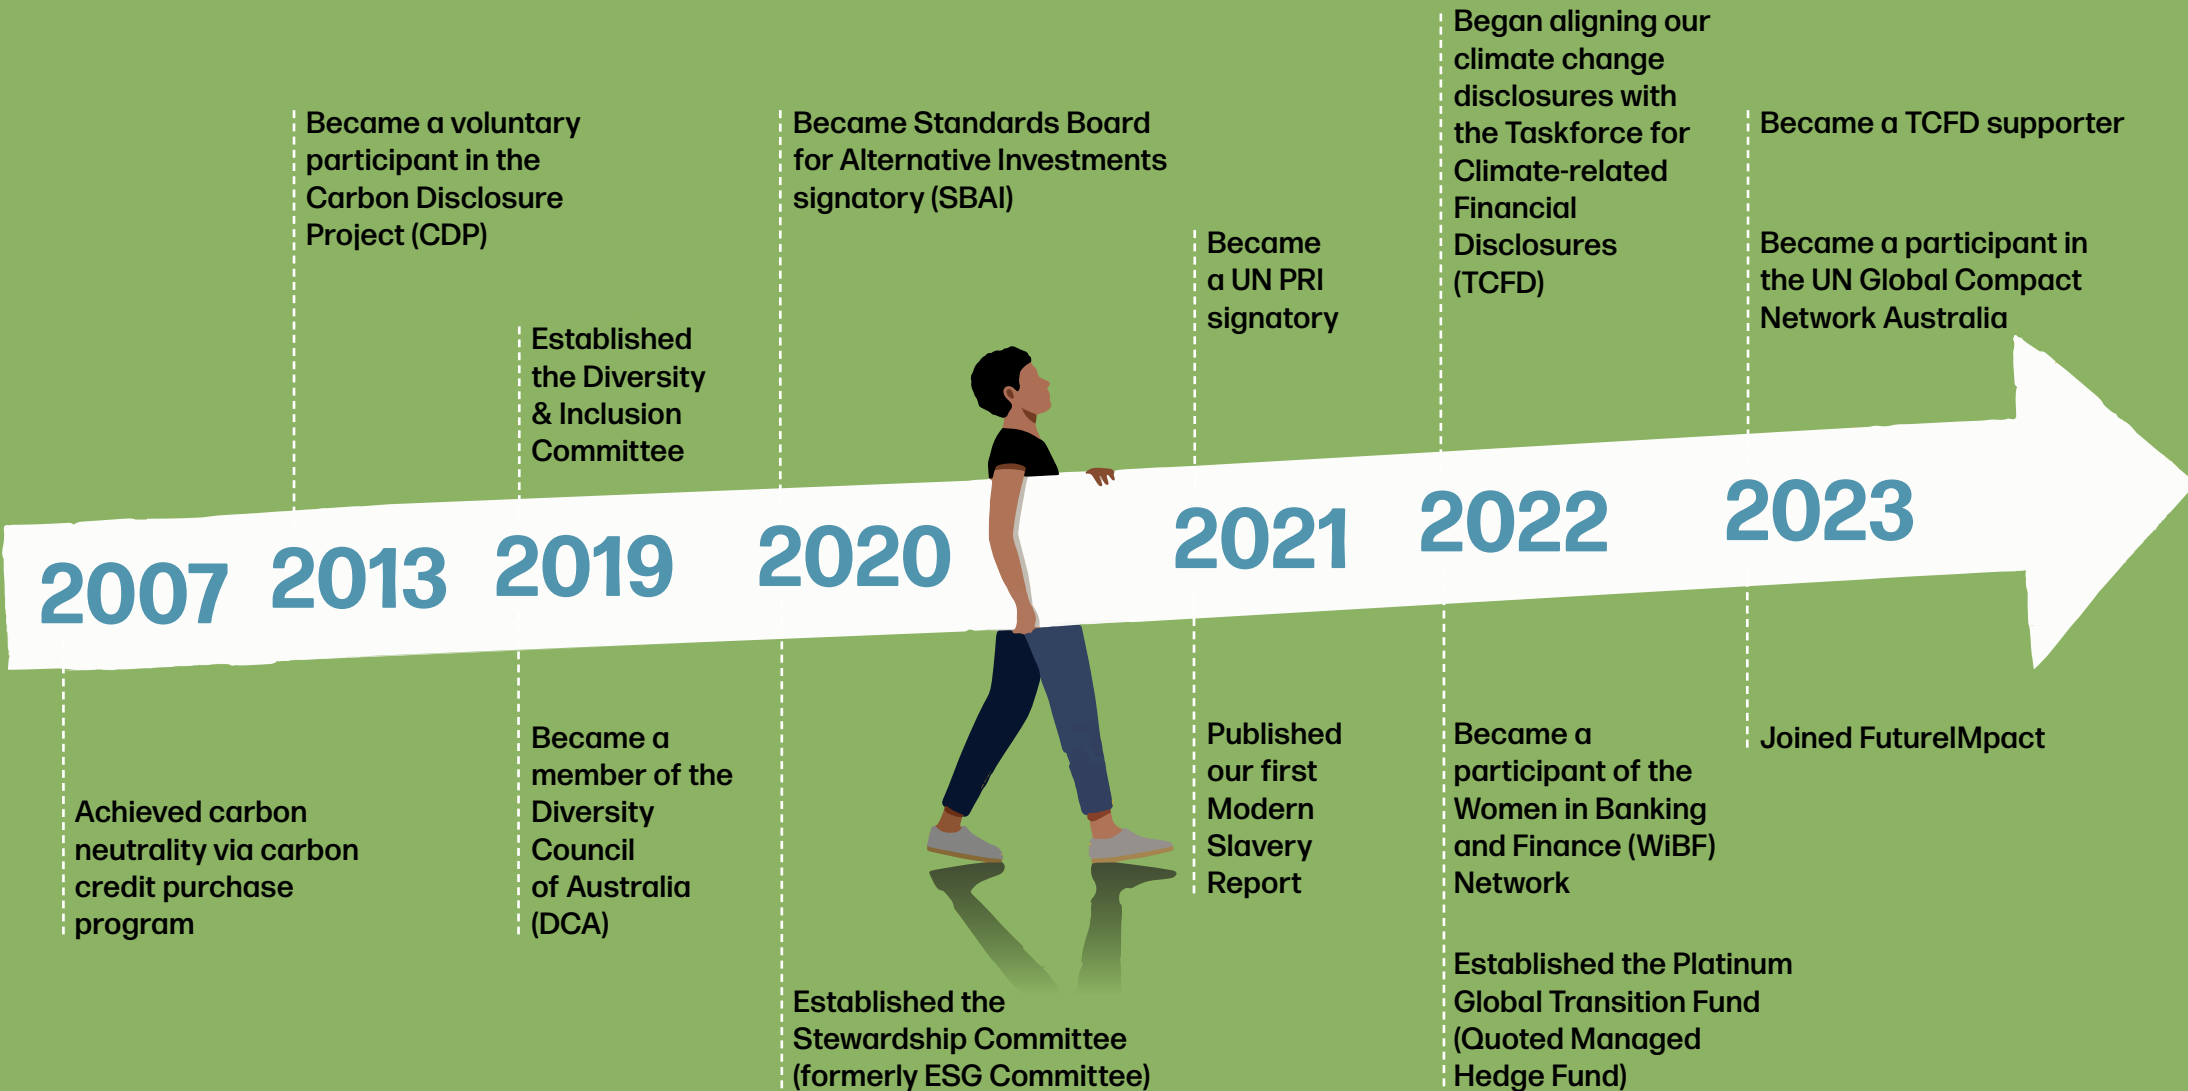 Became a voluntary
participant in the
Carbon Disclosure
Project (CDP)
Established
the Diversity
& Inclusion
Committee
Became Standards Board
for Alternative Investments
signatory (SBAI)
Became
a UN PRI
signatory
Began aligning our
climate change
disclosures with
the Taskforce for
Climate-related
Financial
Disclosures
(TCFD)
Became a TCFD supporter
Became a participant in
the UN Global Compact
Network Australia
2007
2013
2019
2020
2021
2022
2023
Achieved carbon
neutrality via carbon
credit purchase
program
Became a
member of the
Diversity
Council
of Australia
(DCA)
Established the
Stewardship Committee
(formerly ESG Committee)
Published
our first
Modern
Slavery
Report
Became a
participant of the
Women in Banking
and Finance (WiBF)
Network
Established the Platinum
Global Transition Fund
(Quoted Managed
Hedge Fund)
Joined FutureIMpact